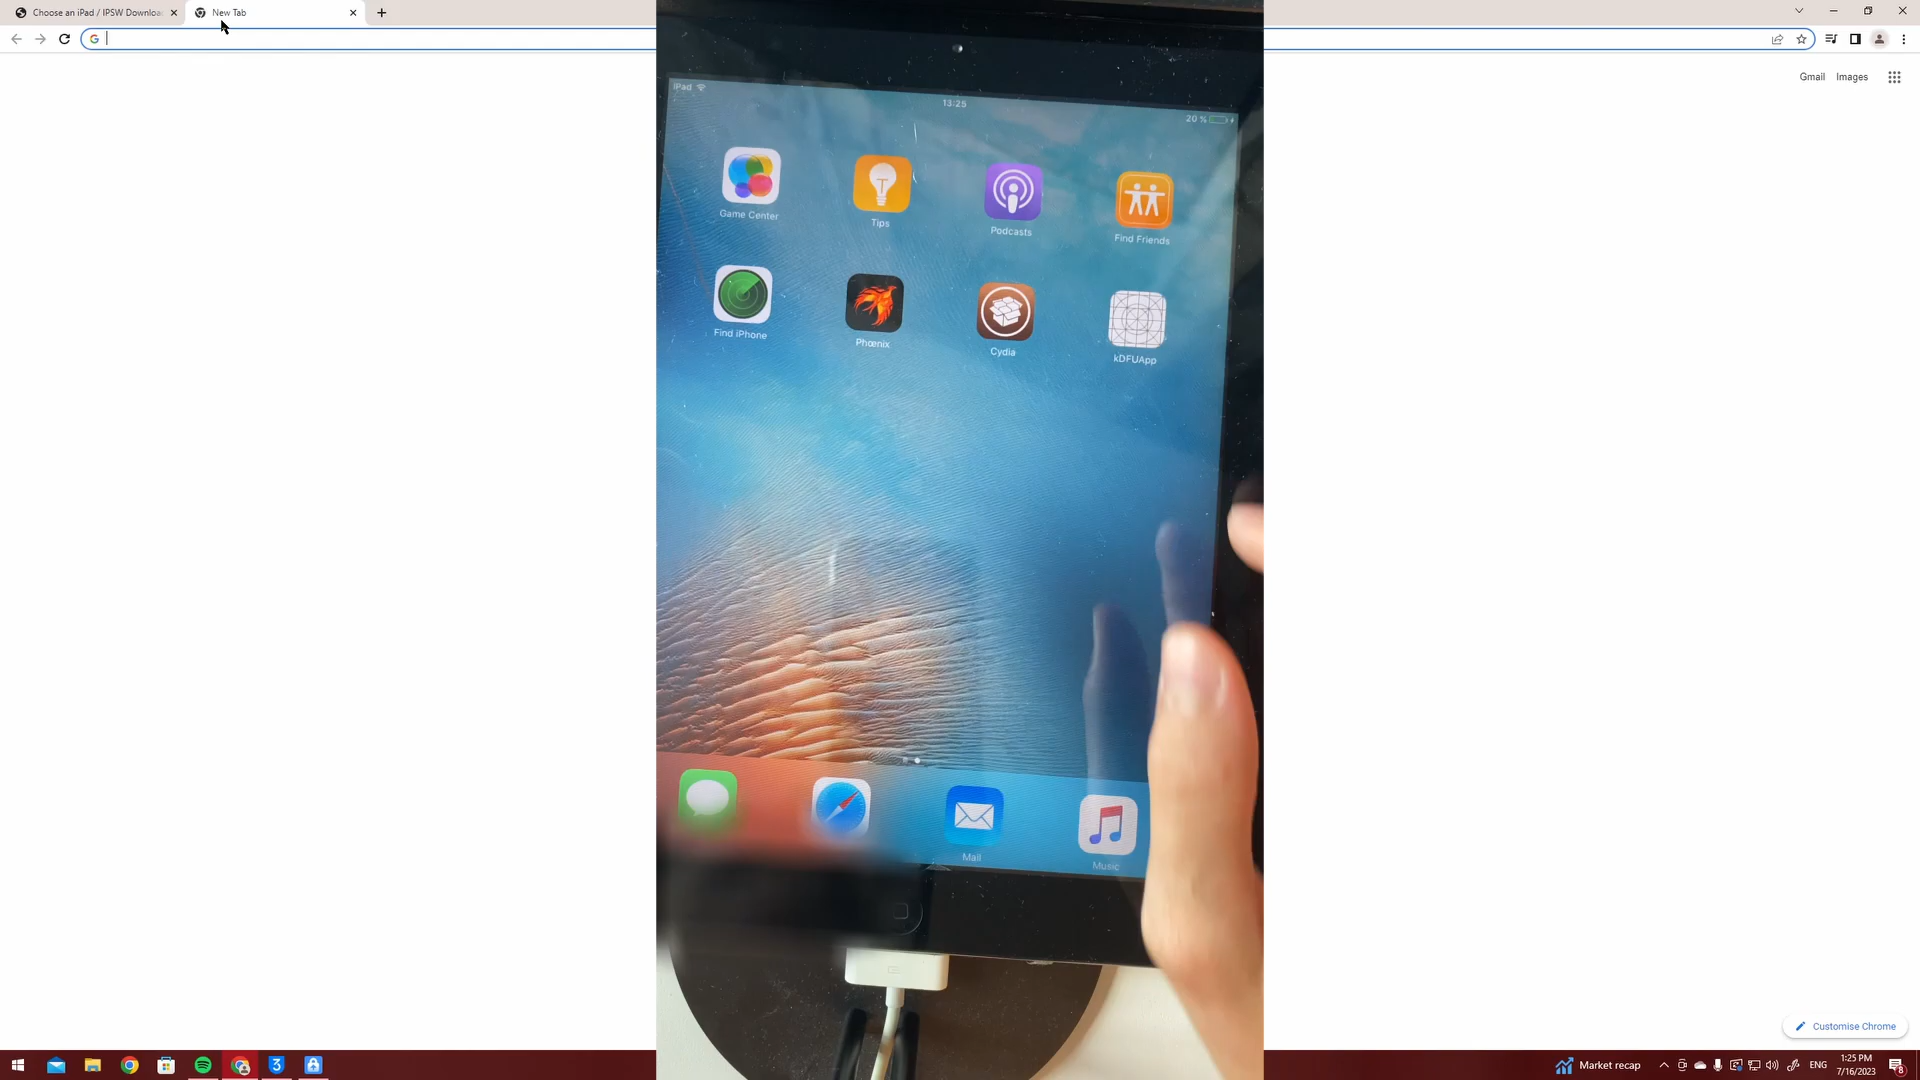 Choose an iPad / IPSW Downloa
New Tab
Gmail
Images
iPad
13:25
20 %
Game Center
Tips
Podcasts
Find Friends
Find iPhone
Phœnix
Cydia
kDFUApp
Mail
Music
Customise Chrome
Market recap
ENG
1:25 PM
7/16/2023
8